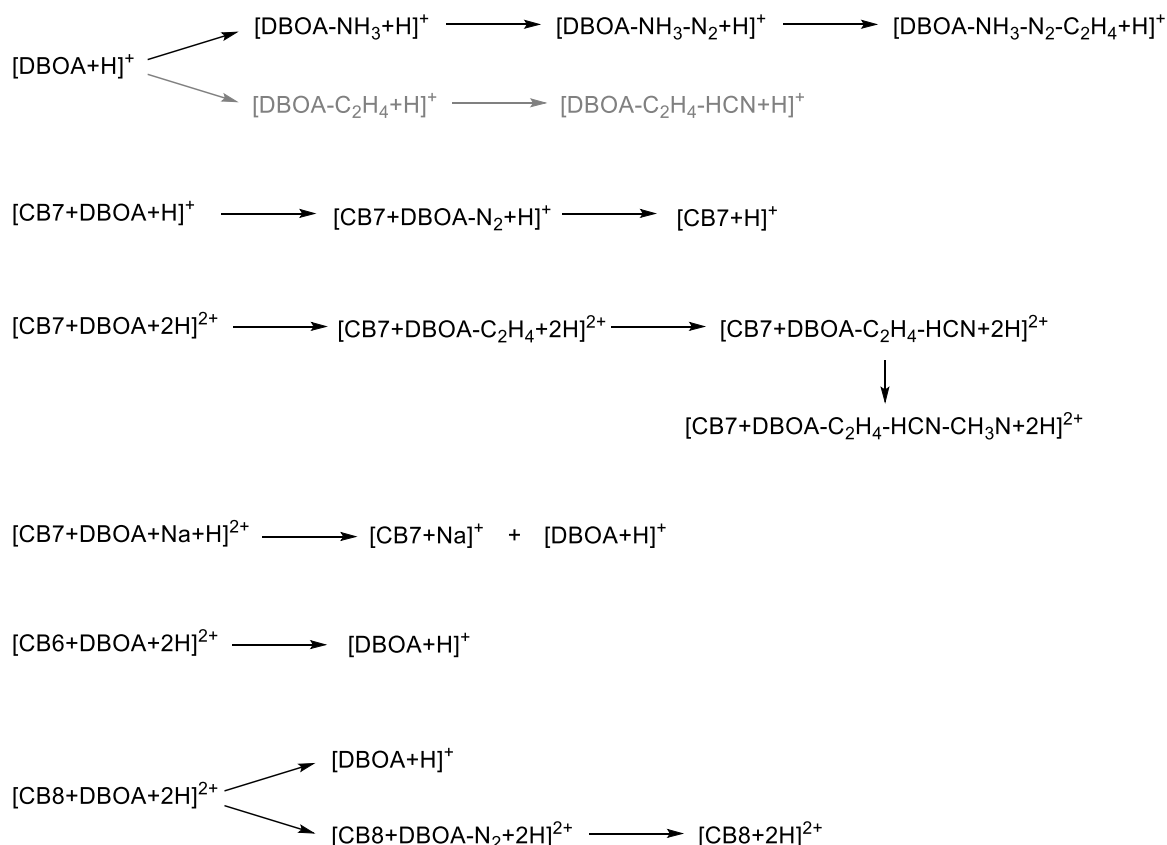 [DBOA-NH₃+H]⁺ [DBOA-NH₃-N₂+H]⁺ [DBOA-NH₃-N₂-C₂H₄+H]⁺
[DBOA+H]⁺
[DBOA-C₂H₄+H]⁺ [DBOA-C₂H₄-HCN+H]⁺
[CB7+DBOA+H]⁺ [CB7+DBOA-N₂+H]⁺ [CB7+H]⁺
[CB7+DBOA+2H]²⁺ [CB7+DBOA-C₂H₄+2H]²⁺ [CB7+DBOA-C₂H₄-HCN+2H]²⁺
[CB7+DBOA-C₂H₄-HCN-CH₃N+2H]²⁺
[CB7+DBOA+Na+H]²⁺ [CB7+Na]⁺ + [DBOA+H]⁺
[CB6+DBOA+2H]²⁺ [DBOA+H]⁺
[DBOA+H]⁺
[CB8+DBOA+2H]²⁺
[CB8+DBOA-N₂+2H]²⁺ [CB8+2H]²⁺